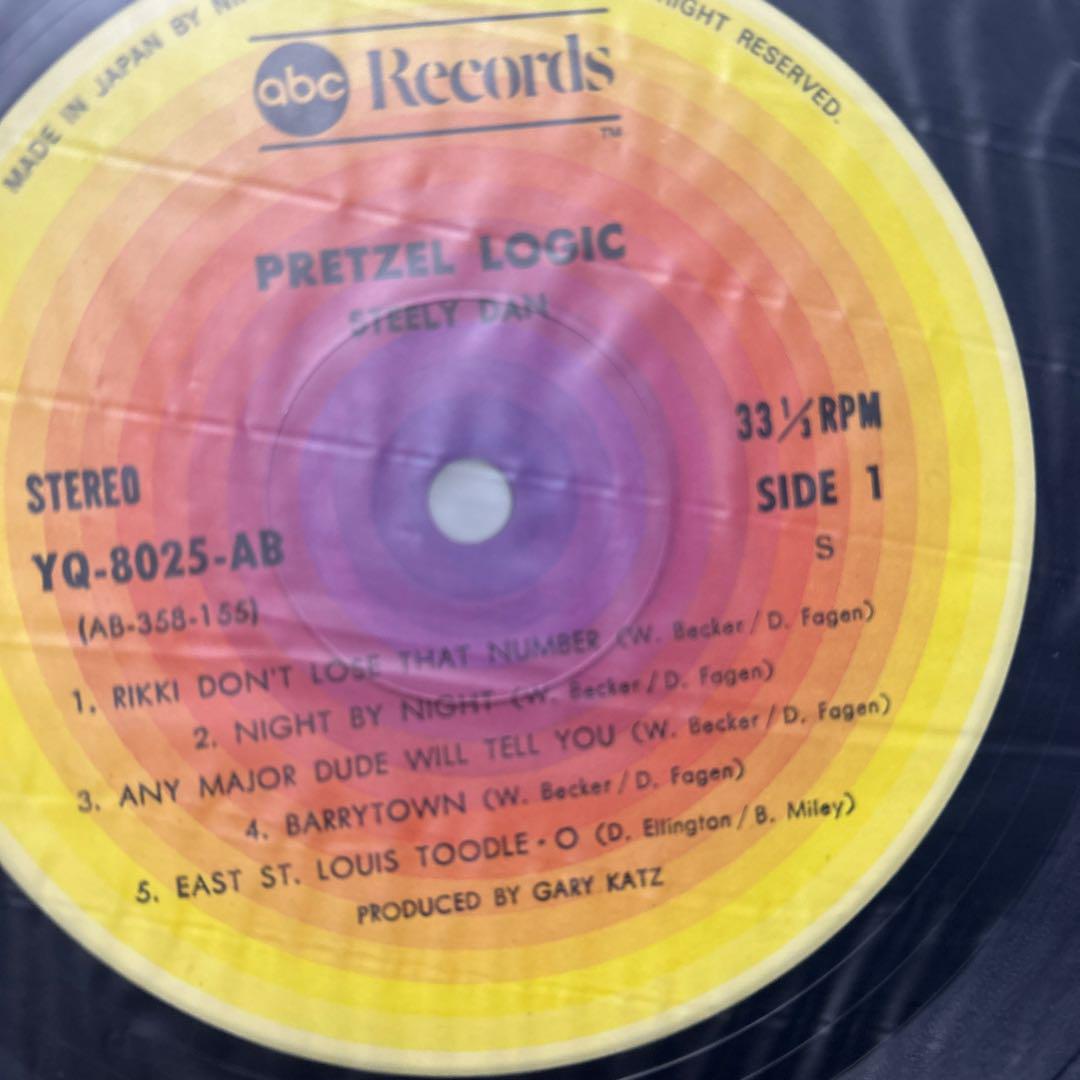 MADE IN JAPAN BY
RIGHT RESERVED.
abc Records
TM
PRETZEL LOGIC
STEELY DAN
33 1/3 RPM
STEREO
SIDE 1
YQ-8025-AB
S
(AB-358-155)
1. RIKKI DON'T LOSE THAT NUMBER (W. Becker / D. Fagen)
2. NIGHT BY NIGHT (W. Becker / D. Fagen)
3. ANY MAJOR DUDE WILL TELL YOU (W. Becker / D. Fagen)
4. BARRYTOWN (W. Becker / D. Fagen)
5. EAST ST. LOUIS TOODLE・O (D. Ellington / B. Miley)
PRODUCED BY GARY KATZ